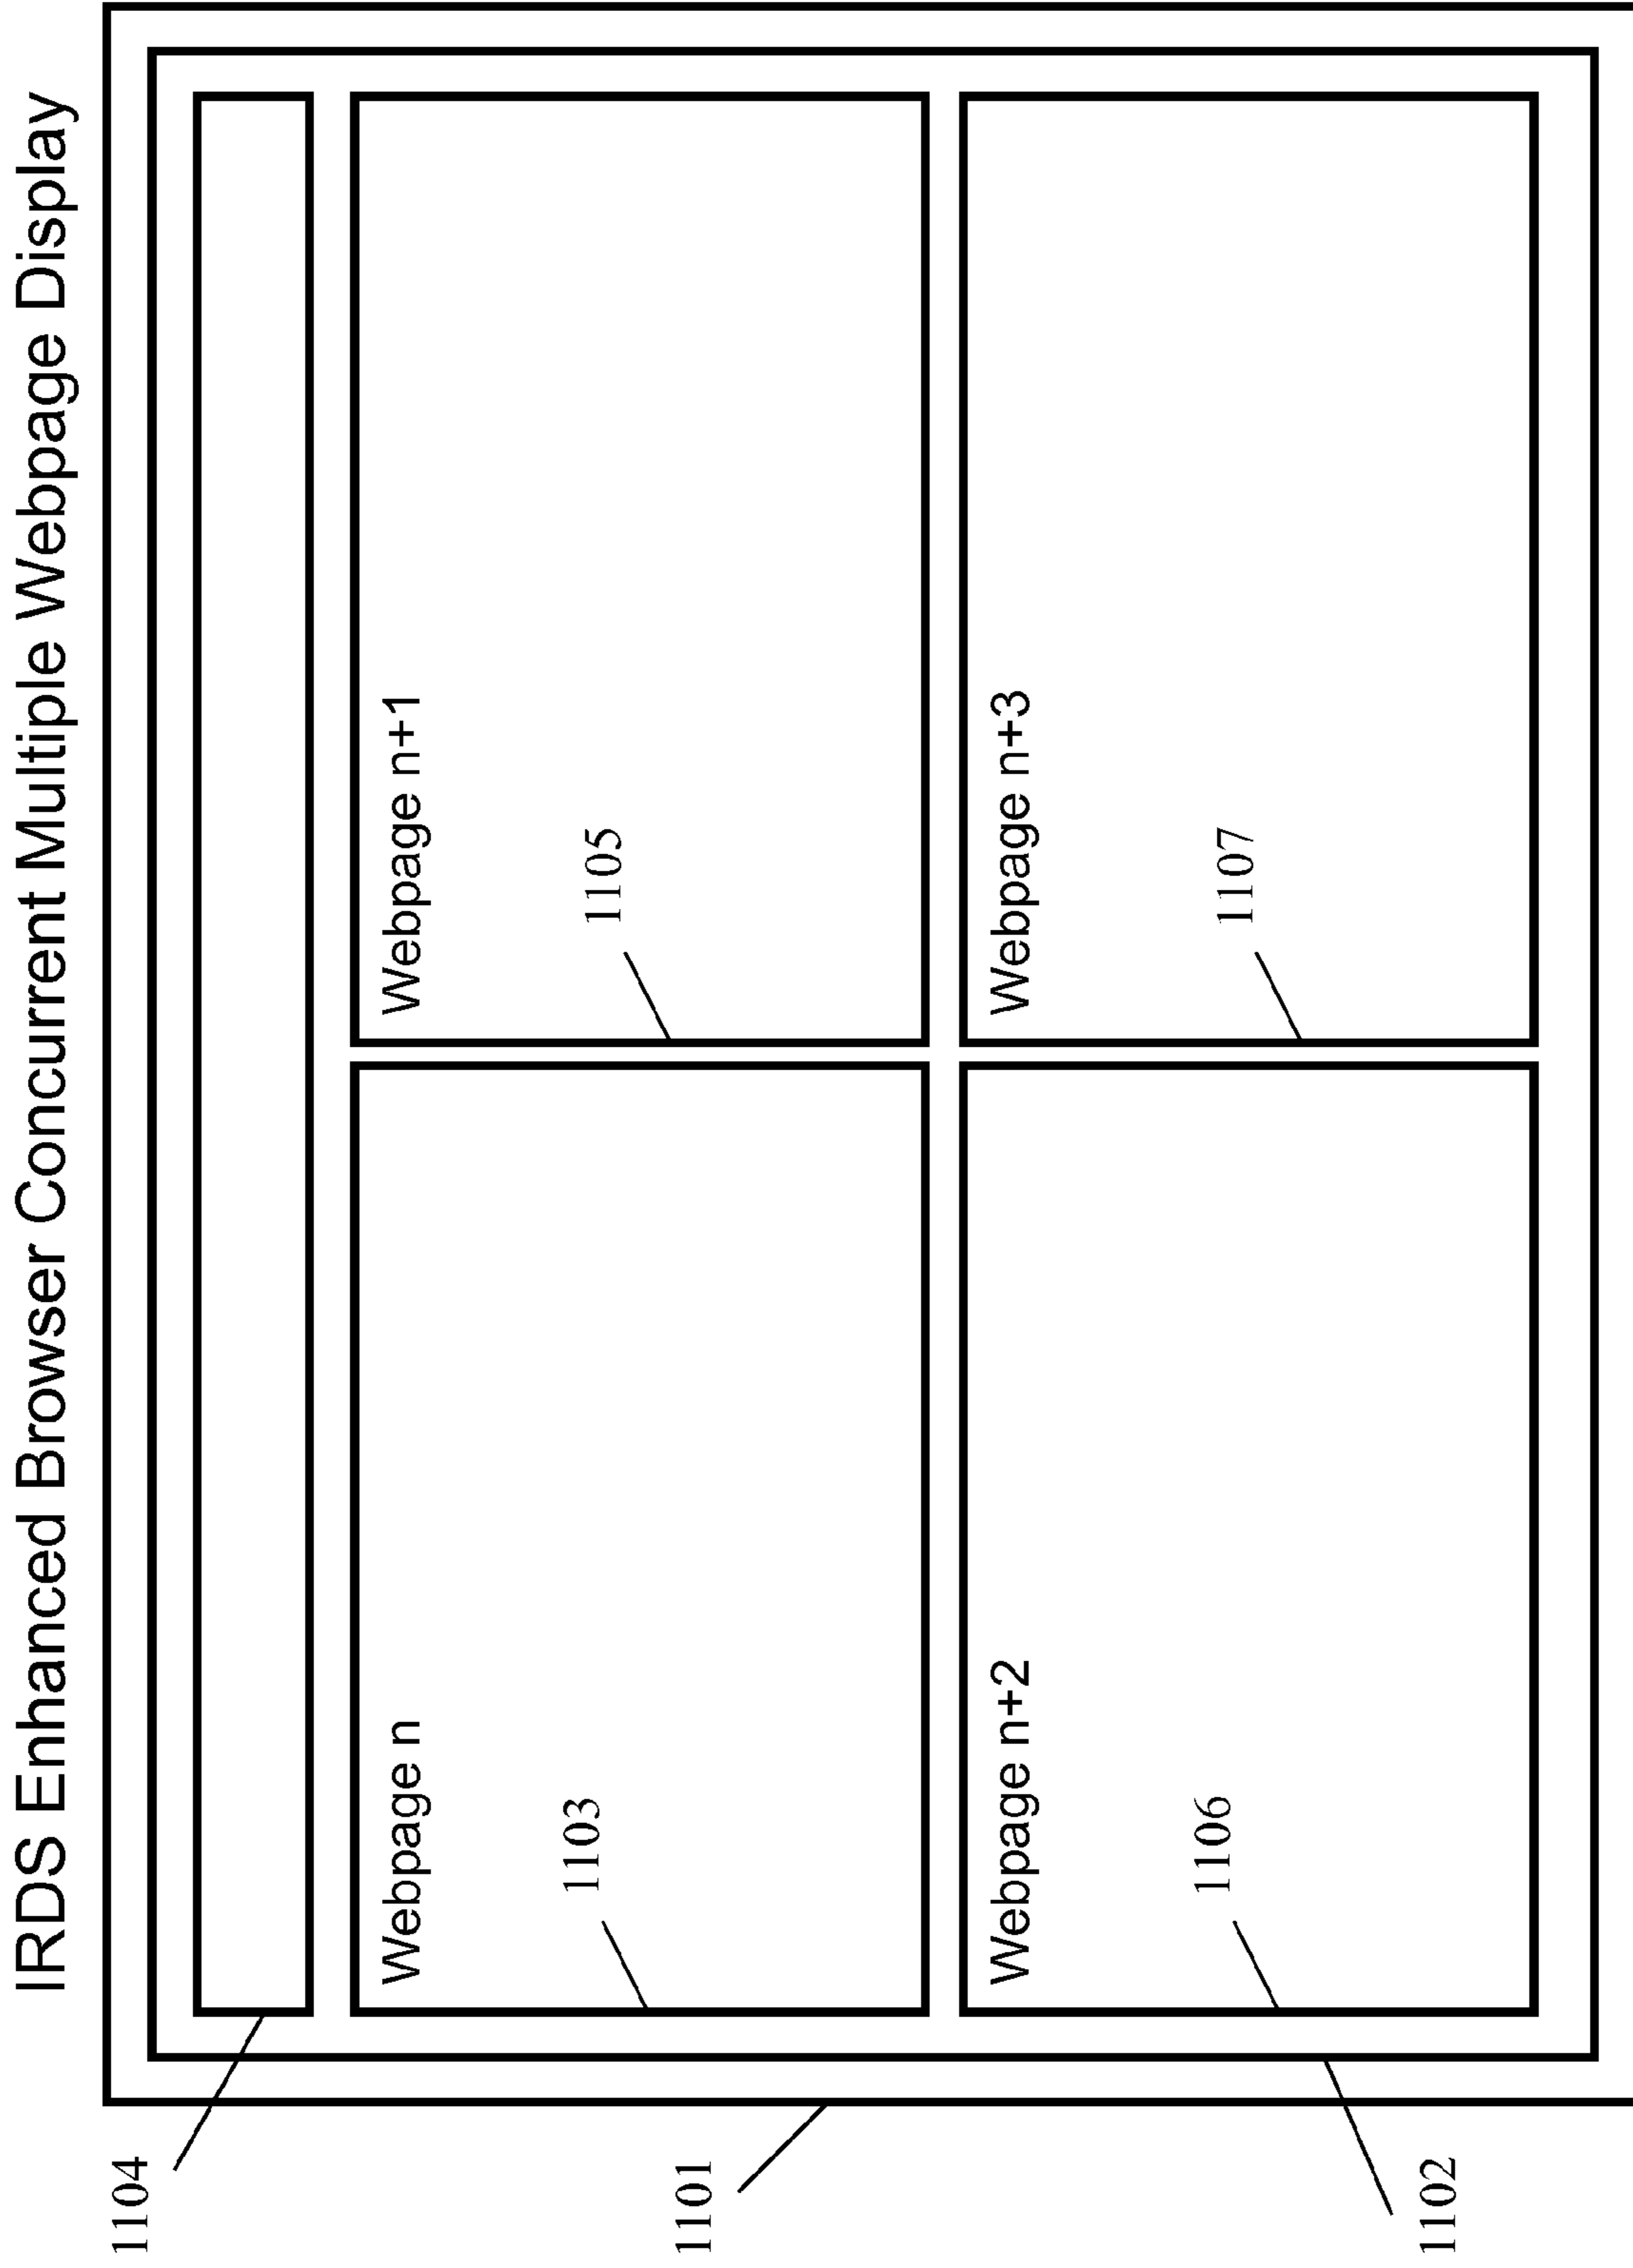 IRDS Enhanced Browser Concurrent Multiple Webpage Display
1104
Webpage n
Webpage n+1
1103
1105
1101
Webpage n+2
Webpage n+3
1106
1107
1102